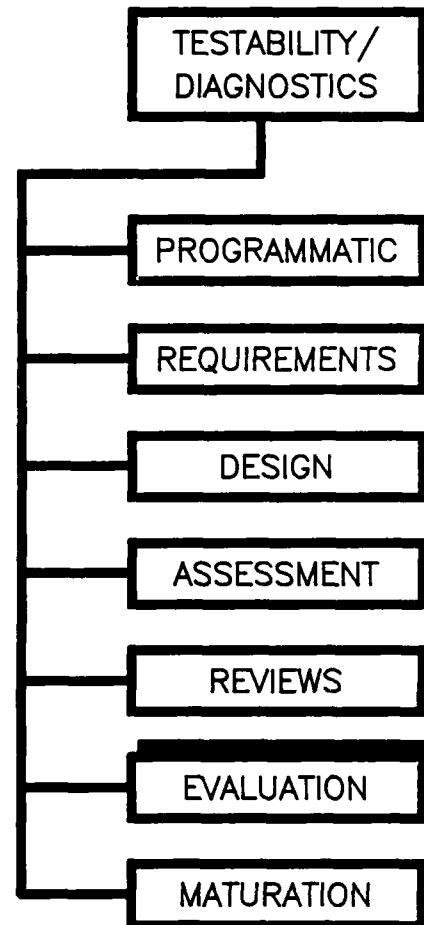 TESTABILITY/
DIAGNOSTICS
PROGRAMMATIC
REQUIREMENTS
DESIGN
ASSESSMENT
REVIEWS
EVALUATION
MATURATION